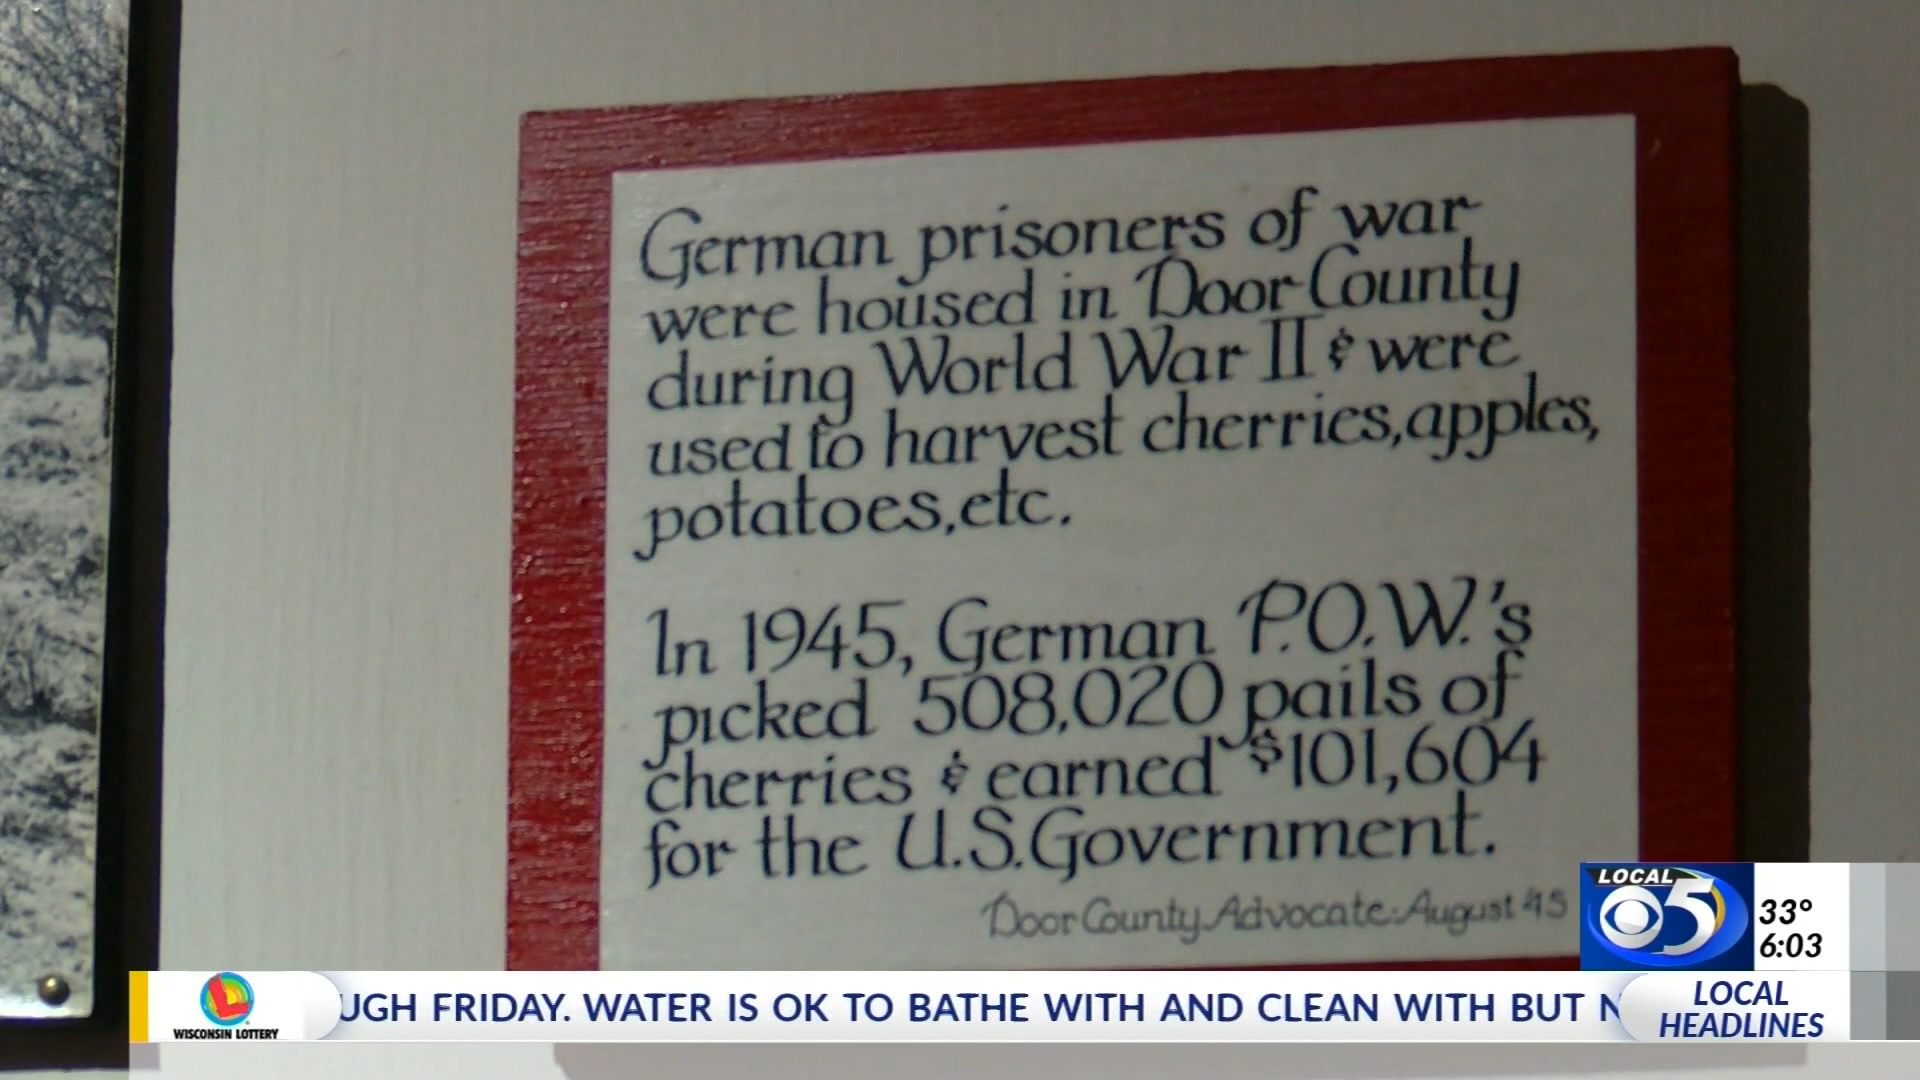 German prisoners of war
were housed in Door County
during World War II & were
used to harvest cherries, apples,
potatoes, etc.
In 1945, German P.O.W.'s
picked 508,020 pails of
cherries & earned $101,604
for the U.S. Government.
Door County Advocate: August 45
LOCAL
5
33°
6:03
WISCONSIN LOTTERY
UGH FRIDAY. WATER IS OK TO BATHE WITH AND CLEAN WITH BUT N
LOCAL
HEADLINES